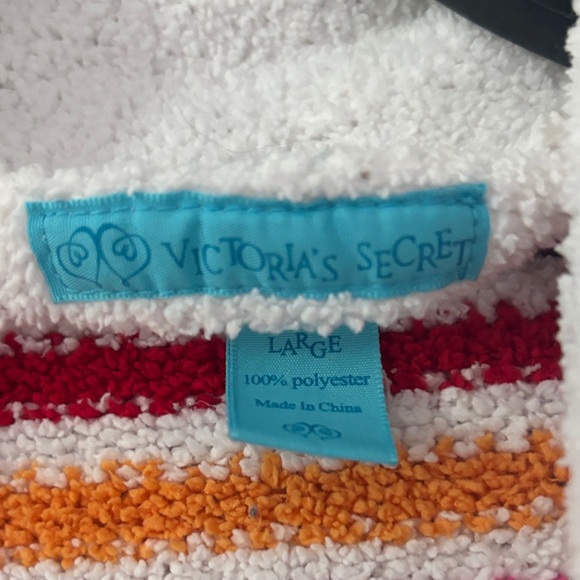 VICTORIA'S SECRET
LARGE
100% polyester
Made In China